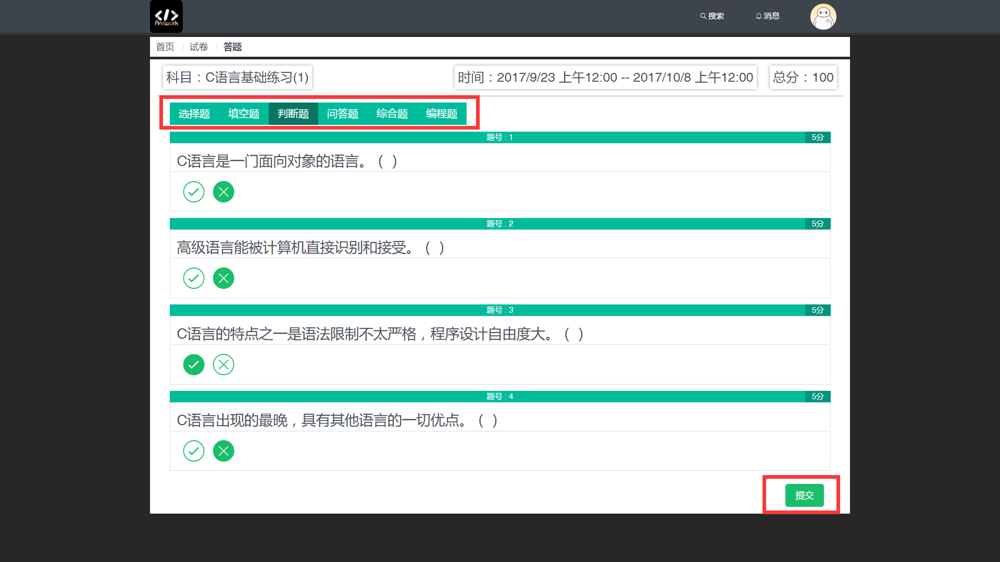 </>
Aniwork
搜索
消息
首页 / 试卷 / 答题
科目：C语言基础练习(1)
时间：2017/9/23 上午12:00 -- 2017/10/8 上午12:00
总分：100
选择题 填空题 判断题 问答题 综合题 编程题
题号 : 1
5分
C语言是一门面向对象的语言。（ ）
题号 : 2
5分
高级语言能被计算机直接识别和接受。（ ）
题号 : 3
5分
C语言的特点之一是语法限制不太严格，程序设计自由度大。（ ）
题号 : 4
5分
C语言出现的最晚，具有其他语言的一切优点。（ ）
提交